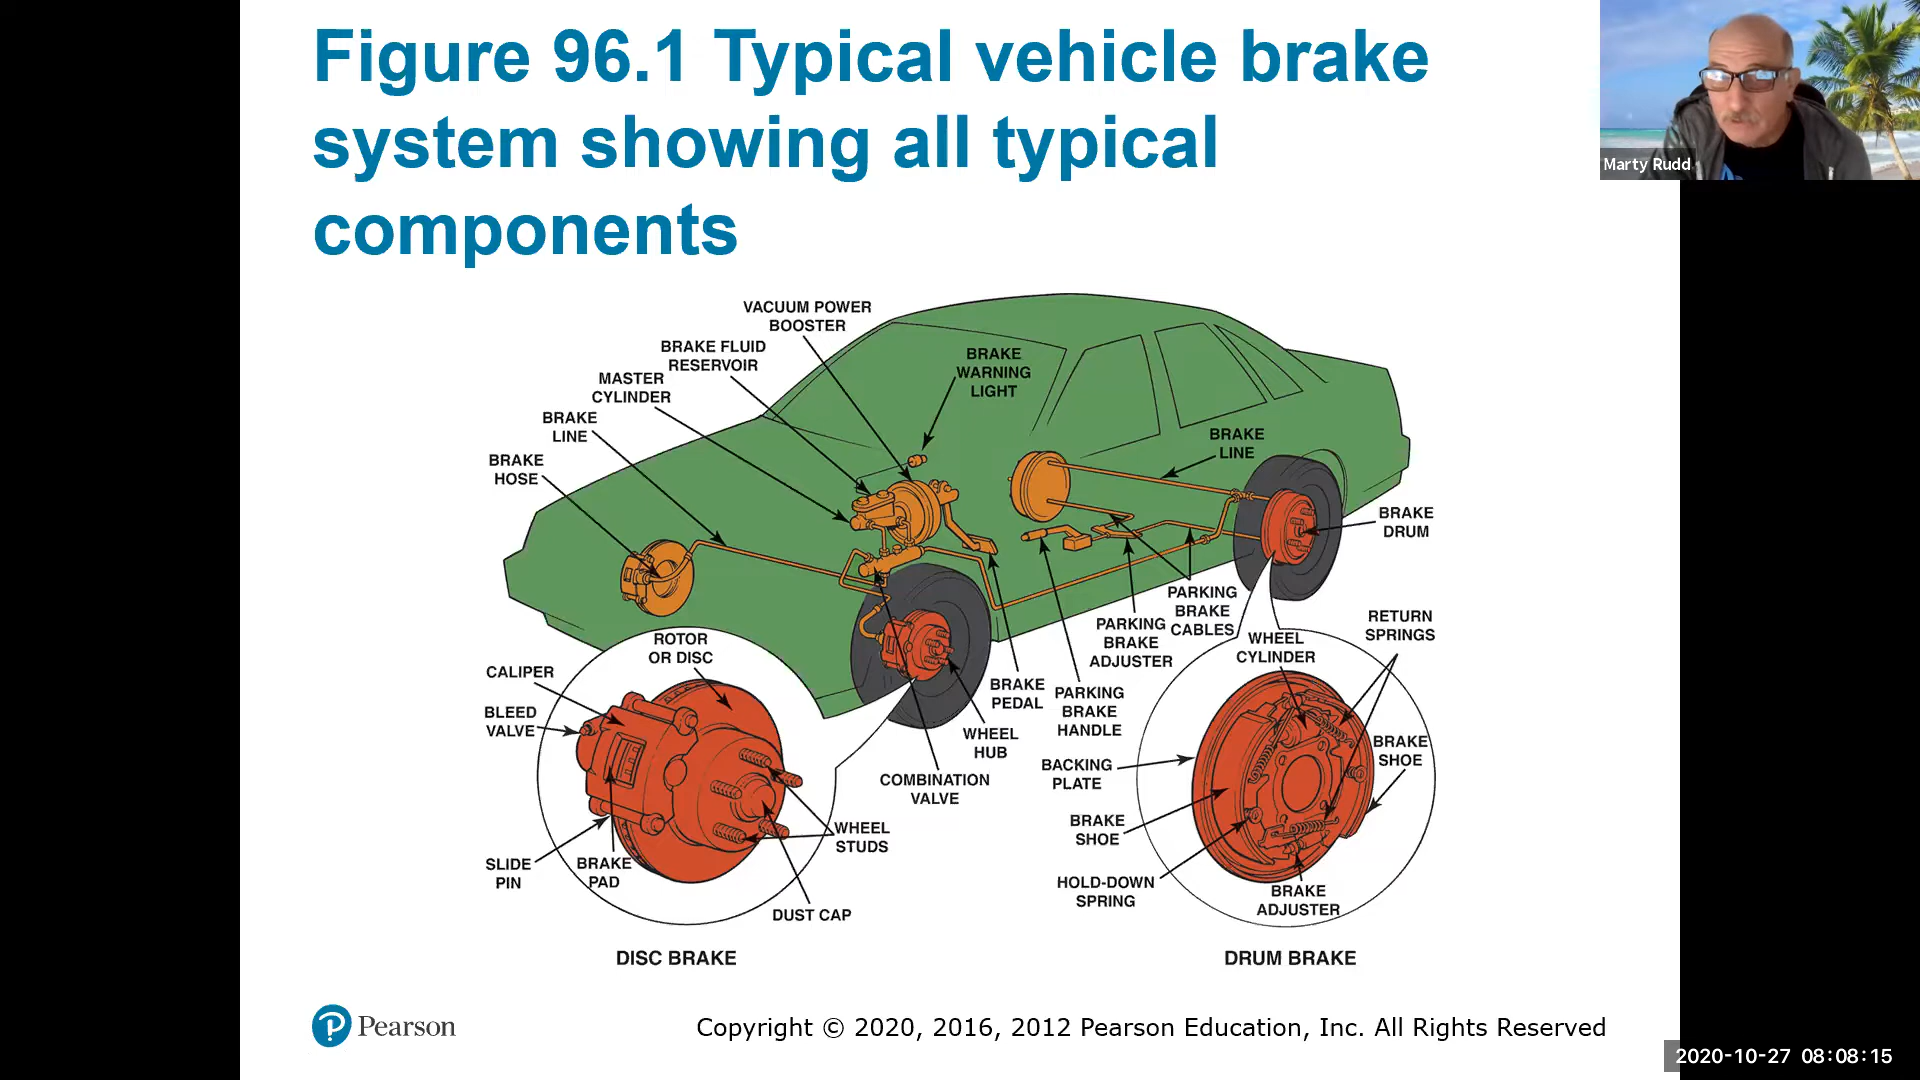 Figure 96.1 Typical vehicle brake
system showing all typical
components
Marty Rudd
VACUUM POWER
BOOSTER
BRAKE FLUID
RESERVOIR
BRAKE
WARNING
LIGHT
MASTER
CYLINDER
BRAKE
LINE
BRAKE
LINE
BRAKE
HOSE
BRAKE
DRUM
PARKING
BRAKE
CABLES
PARKING
BRAKE
ADJUSTER
RETURN
SPRINGS
ROTOR
OR DISC
WHEEL
CYLINDER
CALIPER
BRAKE
PEDAL
PARKING
BRAKE
HANDLE
BLEED
VALVE
WHEEL
HUB
BRAKE
SHOE
BACKING
PLATE
COMBINATION
VALVE
BRAKE
SHOE
WHEEL
STUDS
SLIDE
PIN
BRAKE
PAD
HOLD-DOWN
SPRING
BRAKE
ADJUSTER
DUST CAP
DISC BRAKE
DRUM BRAKE
P Pearson
Copyright © 2020, 2016, 2012 Pearson Education, Inc. All Rights Reserved
2020-10-27 08:08:15